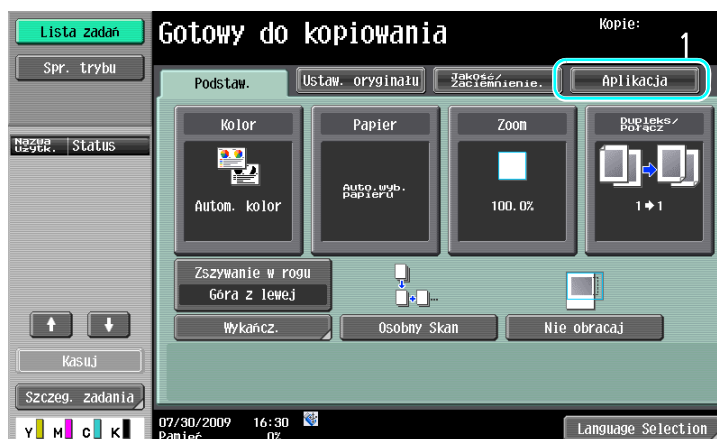 Lista zadań
Spr. trybu
Nazwa użytk. Status
Kasuj
Szczeg. zadania
Y M C K
Gotowy do kopiowania
Kopie:
1
Podstaw.
Ustaw. oryginału
Jakość/
Zaciemnienie.
Aplikacja
Kolor
Autom. kolor
Papier
Auto.wyb.
papieru
Zoom
100.0%
Dupleks/
Połącz
1→1
Zszywanie w rogu
Góra z lewej
Wykańcz.
Osobny Skan
Nie obracaj
07/30/2009 16:30
Pamięć 0%
Language Selection